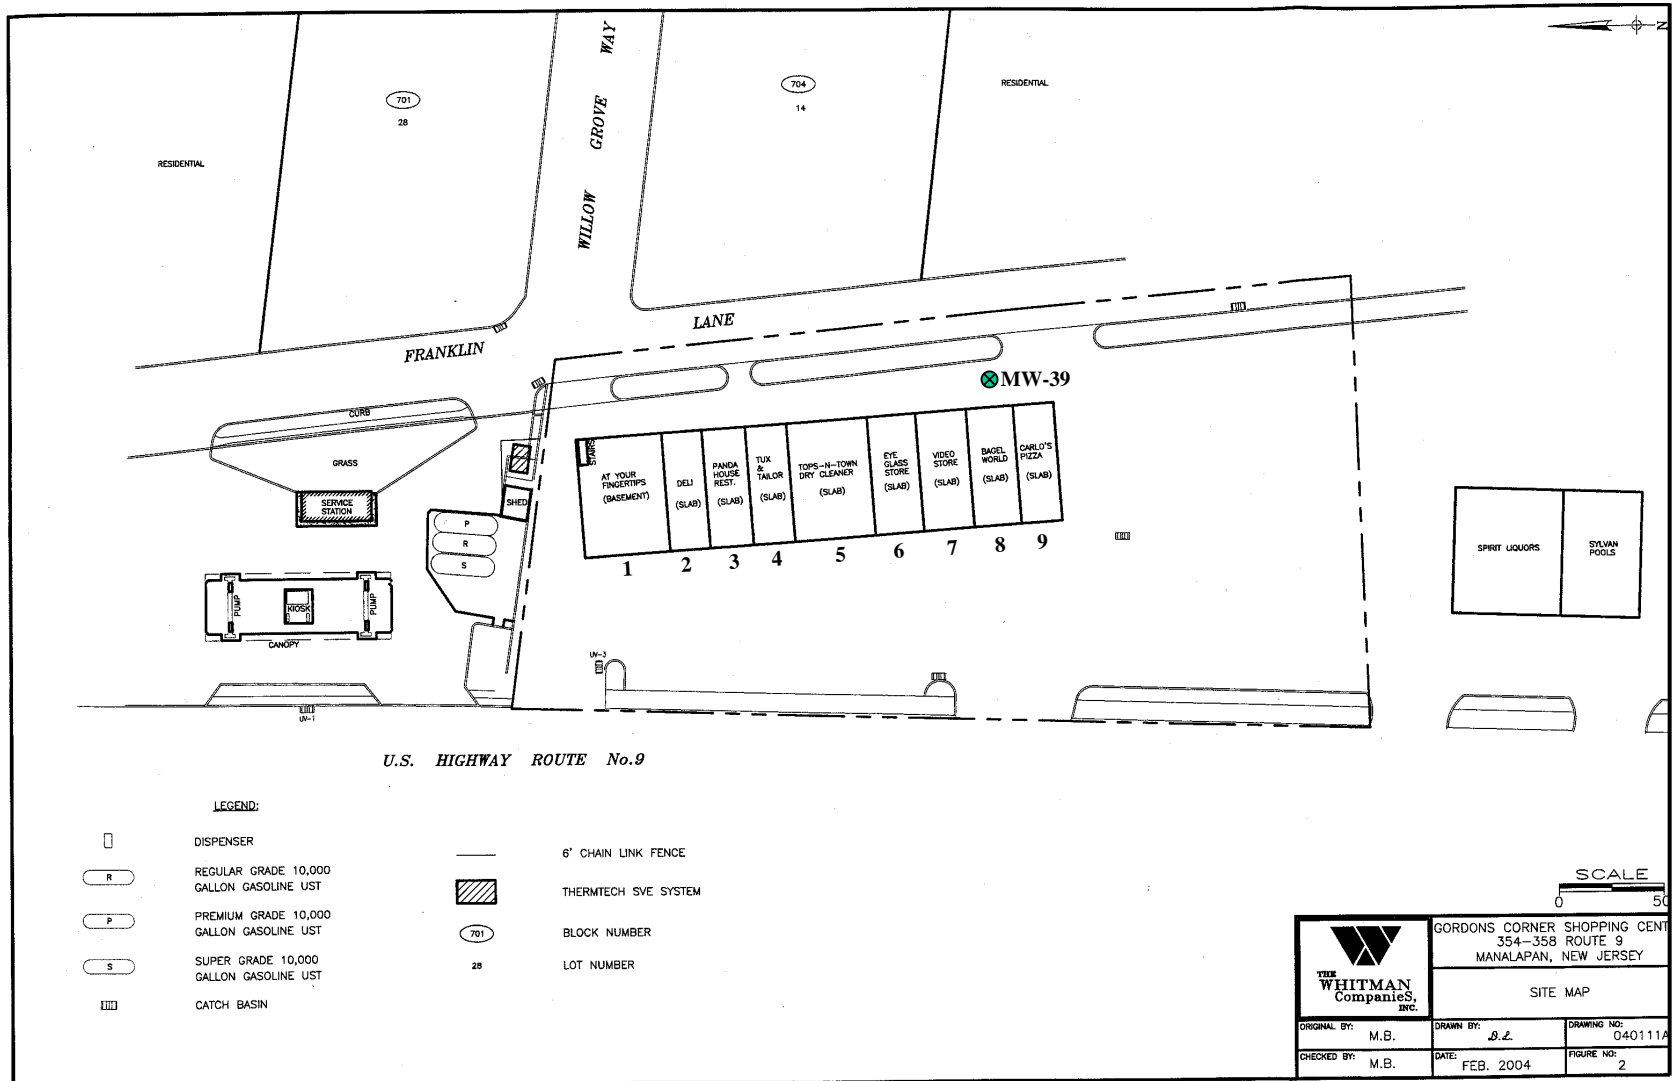 WILLOW GROVE WAY
N
701
28
704
14
RESIDENTIAL
RESIDENTIAL
FRANKLIN
LANE
MW-39
CURB
GRASS
SERVICE
STATION
SHED
P
R
S
PUMP
KIOSK
PUMP
CANOPY
STAIRS
AT YOUR
FINGERTIPS
(BASEMENT)
DELI
(SLAB)
PANDA
HOUSE
REST.
(SLAB)
TUX
&
TAILOR
(SLAB)
TOPS-N-TOWN
DRY CLEANER
(SLAB)
EYE
GLASS
STORE
(SLAB)
VIDEO
STORE
(SLAB)
BAGEL
WORLD
(SLAB)
CARLO'S
PIZZA
(SLAB)
1
2
3
4
5
6
7
8
9
SPIRIT LIQUORS
SYLVAN
POOLS
UV-3
UV-1
U.S. HIGHWAY ROUTE No.9
LEGEND:
DISPENSER
R
REGULAR GRADE 10,000
GALLON GASOLINE UST
P
PREMIUM GRADE 10,000
GALLON GASOLINE UST
S
SUPER GRADE 10,000
GALLON GASOLINE UST
CATCH BASIN
6' CHAIN LINK FENCE
THERMTECH SVE SYSTEM
701
BLOCK NUMBER
28
LOT NUMBER
SCALE
0 50
THE
WHITMAN
CompanieS,
INC.
GORDONS CORNER SHOPPING CENT
354-358 ROUTE 9
MANALAPAN, NEW JERSEY
SITE MAP
ORIGINAL BY:
M.B.
DRAWN BY:
D.L.
DRAWING NO:
040111A
CHECKED BY:
M.B.
DATE:
FEB. 2004
FIGURE NO:
2